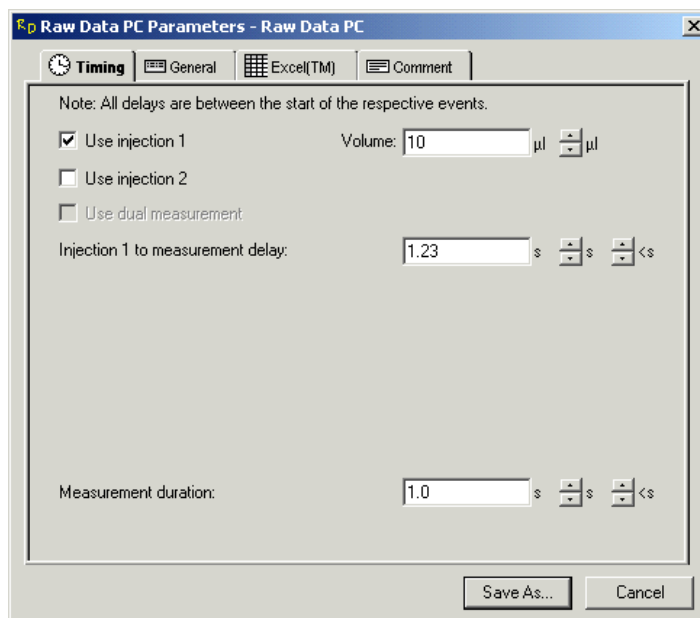 RD Raw Data PC Parameters - Raw Data PC
Timing General Excel(TM) Comment
Note: All delays are between the start of the respective events.
Use injection 1 Volume: 10 µl µl
Use injection 2
Use dual measurement
Injection 1 to measurement delay: 1.23 s s <s
Measurement duration: 1.0 s s <s
Save As... Cancel